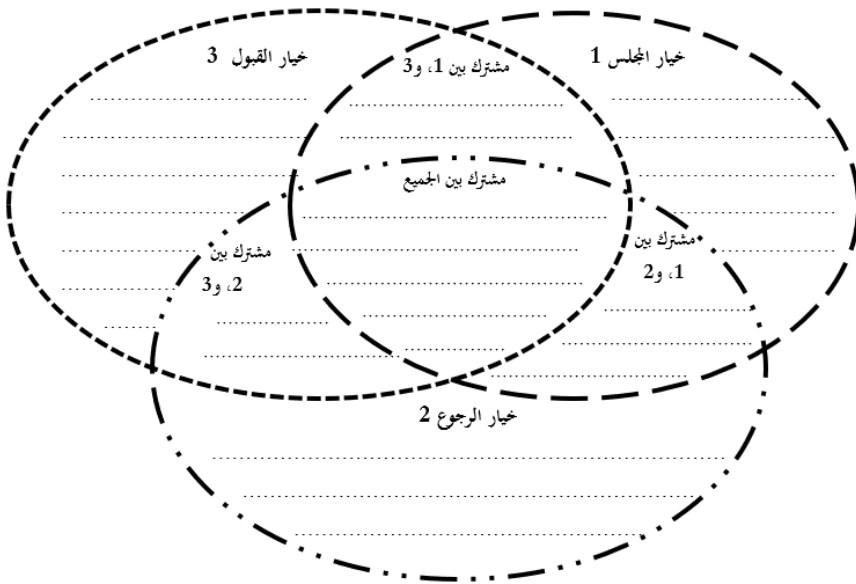 خيار المجلس 1
مشترك بين 1، و3
خيار القبول 3
مشترك بين الجميع
مشترك بين
1، و2
مشترك بين
2، و3
خيار الرجوع 2